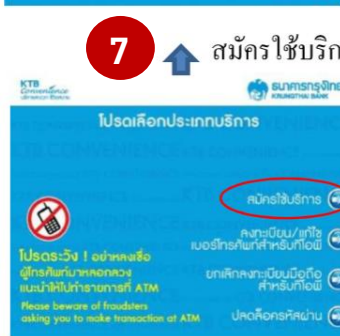 7 สมัครใช้บริก
KTB
Convenience
ธนาคารกรุงไทย
KRUNGTHAI BANK
โปรดเลือกประเภทบริการ
สมัครใช้บริการ
ลงทะเบียน/แก้ไข
เบอร์โทรศัพท์สำหรับทีโอพี
ยกเลิกลงทะเบียนมือถือ
สำหรับทีโอพี
ปลดล็อครหัสผ่าน
โปรดระวัง ! อย่าหลงเชื่อ
ผู้โทรศัพท์มาหลอกลวง
แนะนำให้ไปทำรายการที่ ATM
Please beware of fraudsters
asking you to make transaction at ATM